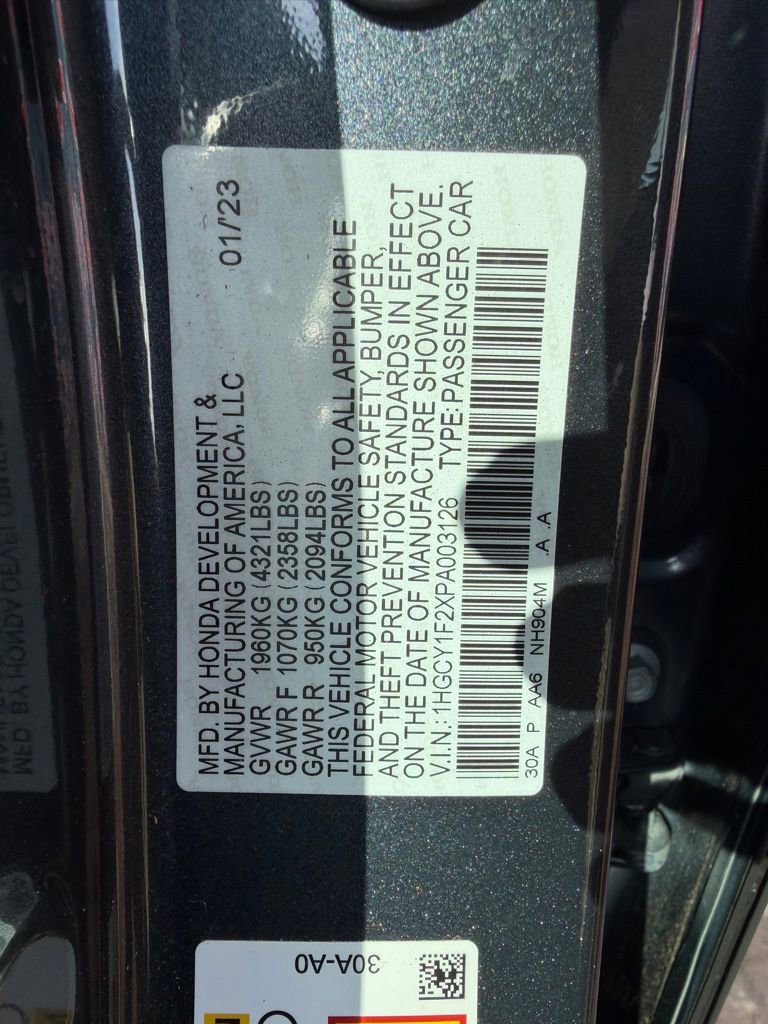 MFD. BY HONDA DEVELOPMENT &
MANUFACTURING OF AMERICA, LLC 01/'23
GVWR 1960KG (4321LBS)
GAWR F 1070KG (2358LBS)
GAWR R 950KG (2094LBS)
THIS VEHICLE CONFORMS TO ALL APPLICABLE
FEDERAL MOTOR VEHICLE SAFETY, BUMPER,
AND THEFT PREVENTION STANDARDS IN EFFECT
ON THE DATE OF MANUFACTURE SHOWN ABOVE.
V.I.N.: 1HGCY1F2XPA003126 TYPE: PASSENGER CAR
30A P AA6 NH904M .A .A
30A-A0